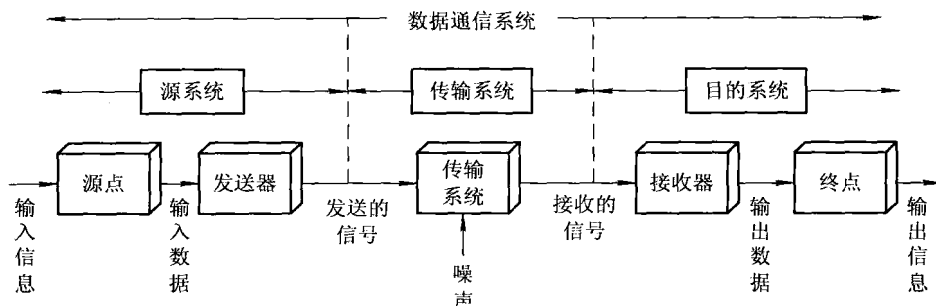 数据通信系统
源系统
传输系统
目的系统
源点
发送器
传输
系统
接收器
终点
输入信息
输入数据
发送的
信号
接收的
信号
输出数据
输出信息
噪声